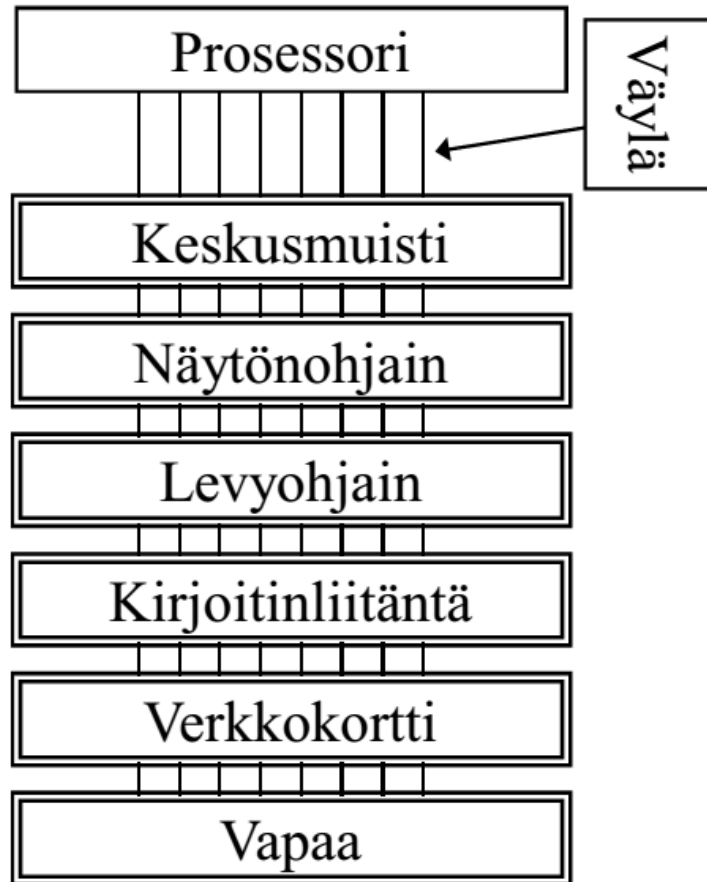 Prosessori
Väylä
Keskusmuisti
Näytönohjain
Levyohjain
Kirjoitinliitäntä
Verkkokortti
Vapaa